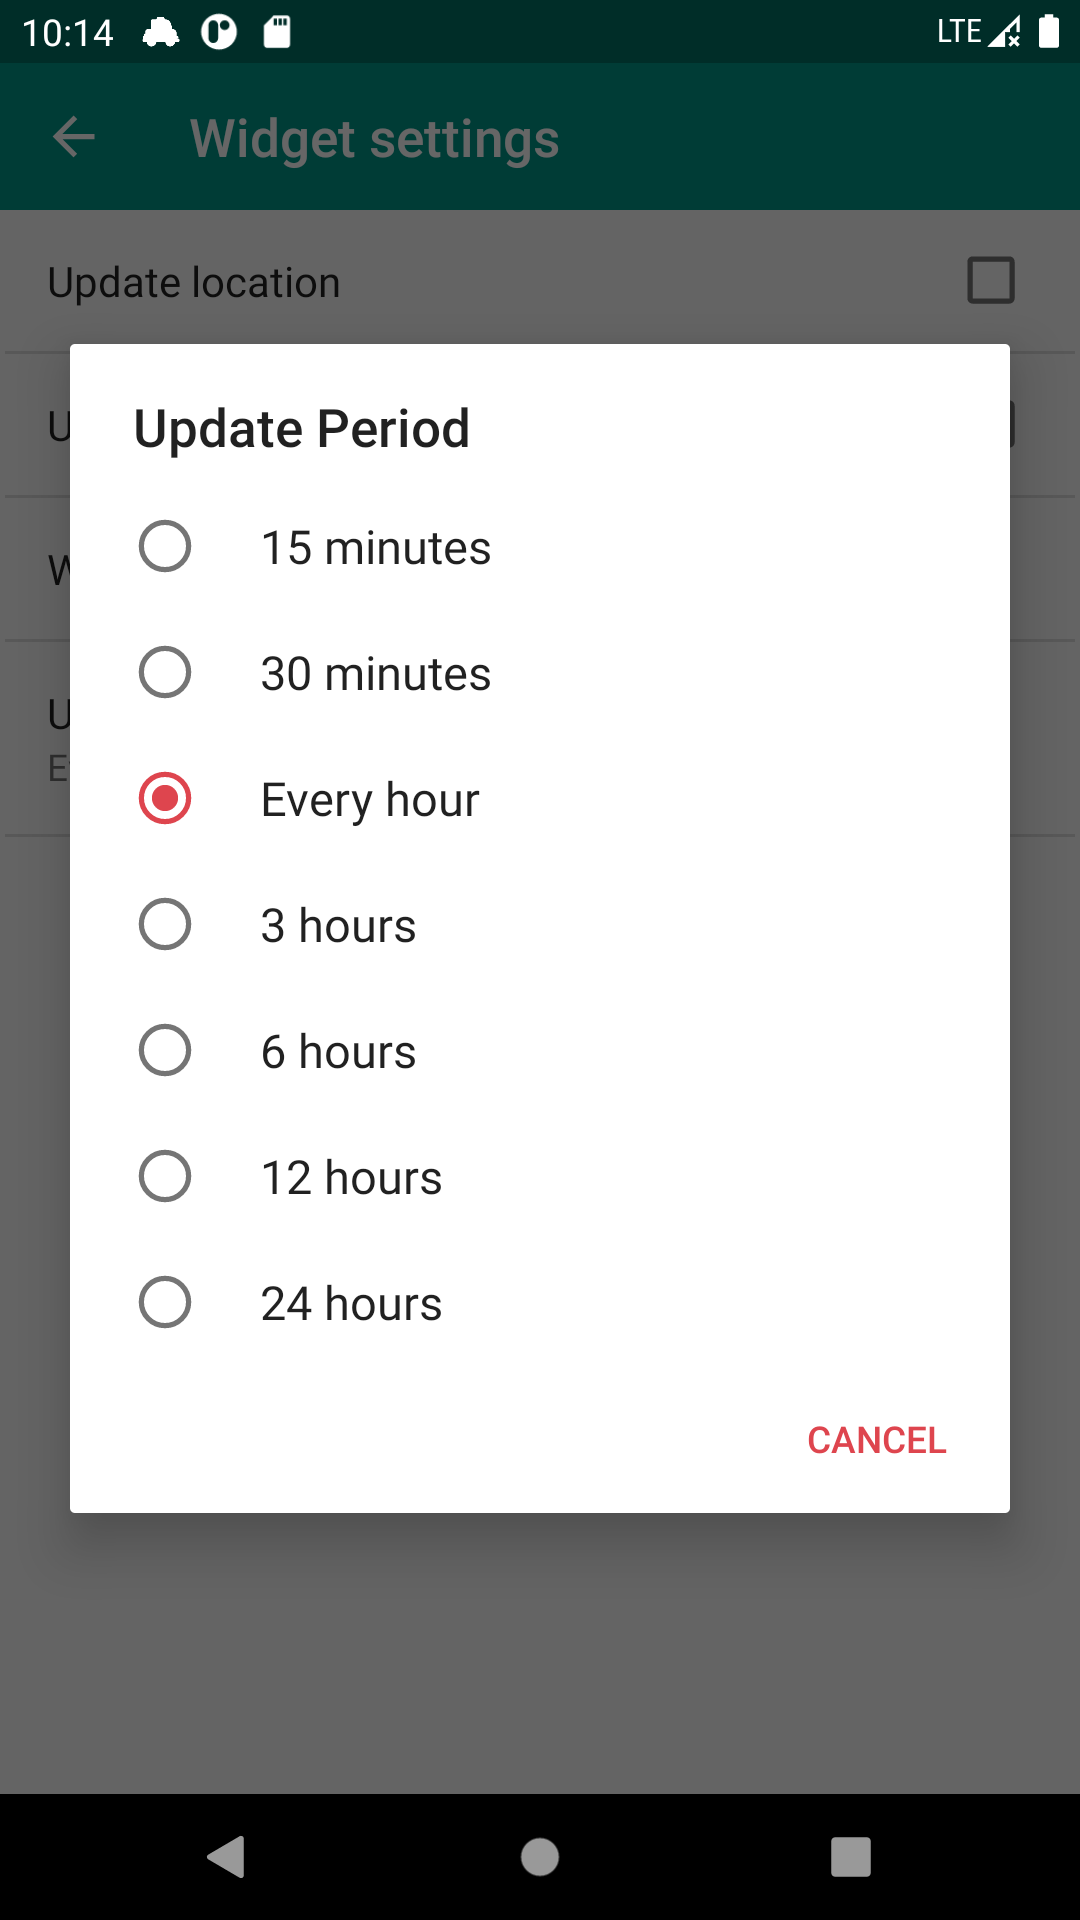 10:14
LTE
Widget settings
Update location
Update Period
15 minutes
30 minutes
Every hour
3 hours
6 hours
12 hours
24 hours
CANCEL